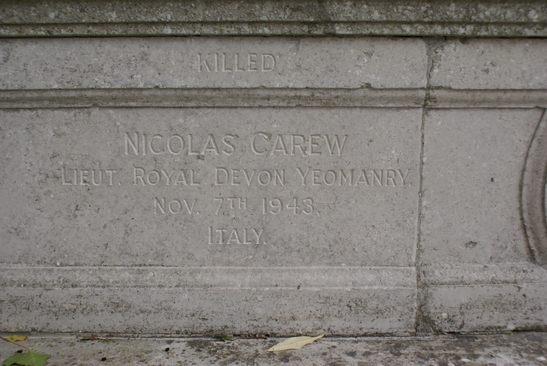 KILLED
NICOLAS CAREW
LIEUT. ROYAL DEVON YEOMANRY.
NOV. 7TH 1943.
ITALY.